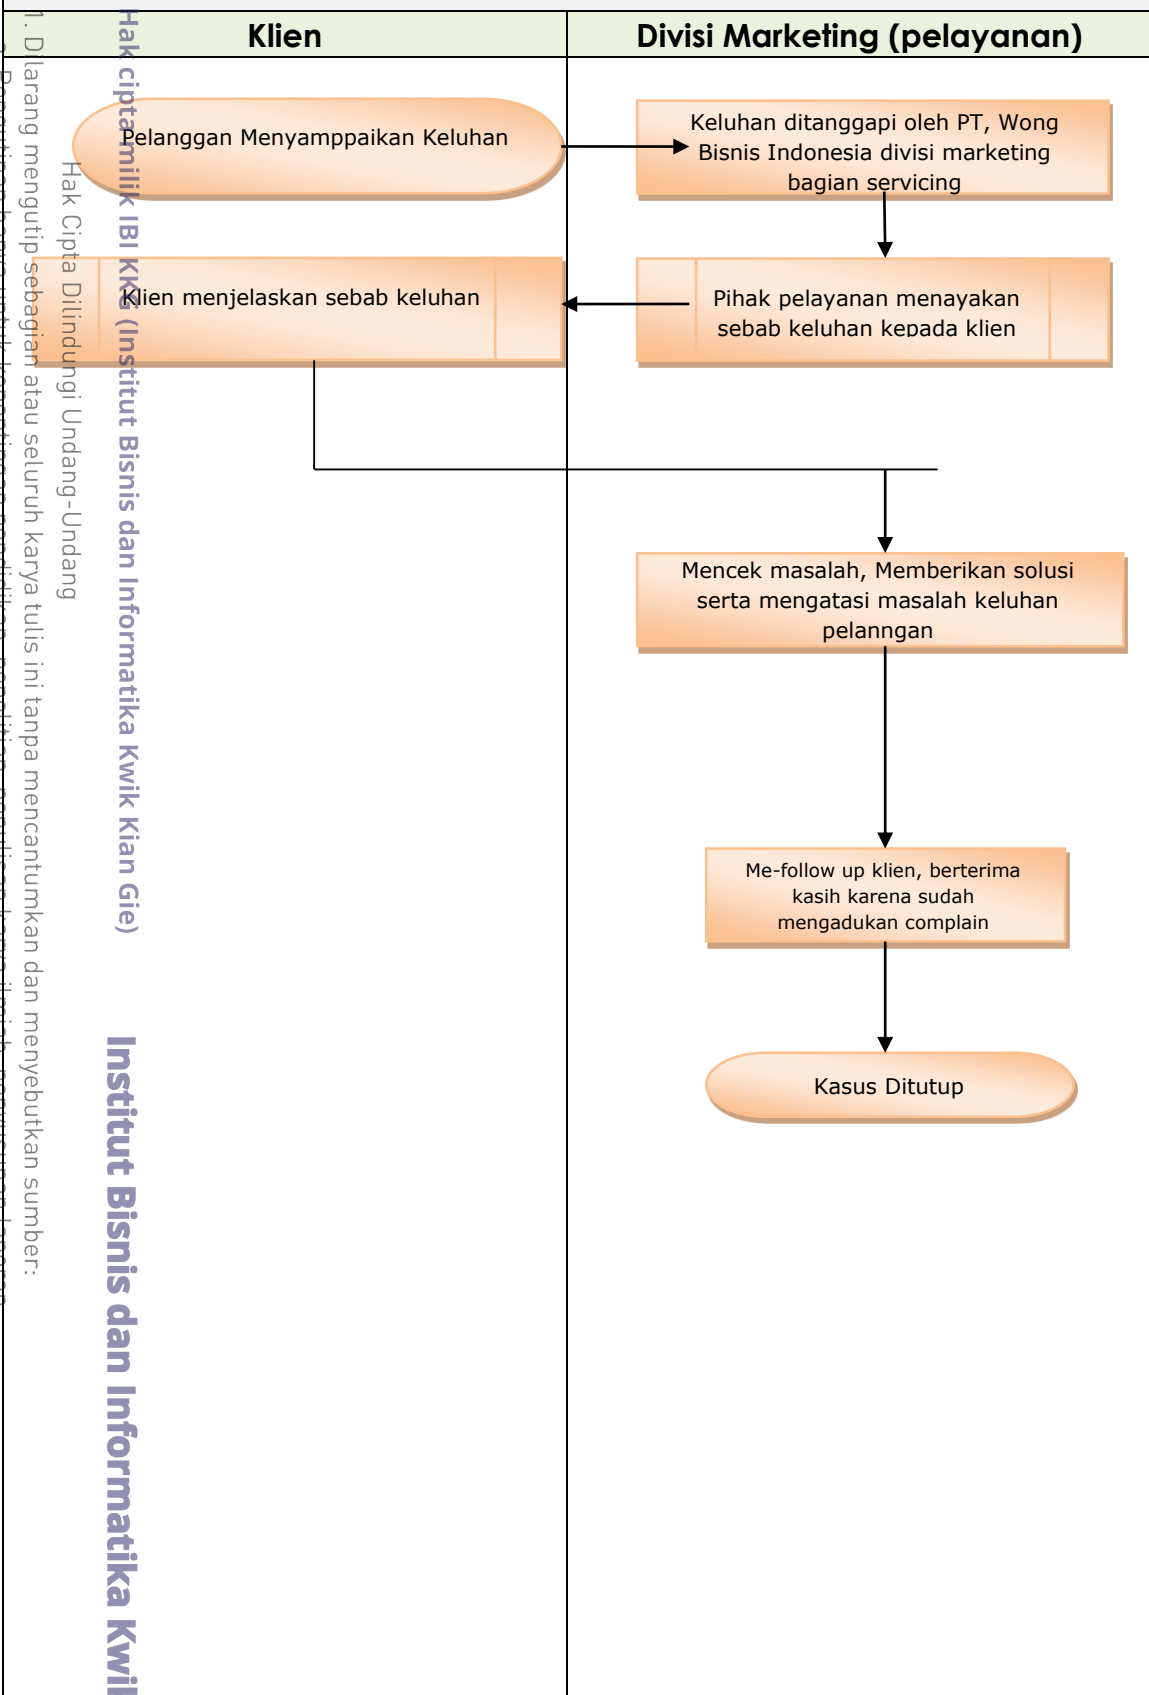 Klien
Divisi Marketing (pelayanan)
Pelanggan Menyamppaikan Keluhan
Keluhan ditanggapi oleh PT, Wong
Bisnis Indonesia divisi marketing
bagian servicing
Pihak pelayanan menayakan
sebab keluhan kepada klien
Klien menjelaskan sebab keluhan
Mencek masalah, Memberikan solusi
serta mengatasi masalah keluhan
pelanngan
Me-follow up klien, berterima
kasih karena sudah
mengadukan complain
Kasus Ditutup
Hak cipta milik IBI KKG (Institut Bisnis dan Informatika Kwik Kian Gie)
Institut Bisnis dan Informatika
Hak Cipta Dilindungi Undang-Undang
1. Dilarang mengutip sebagian atau seluruh karya tulis ini tanpa mencantumkan dan menyebutkan sumber: